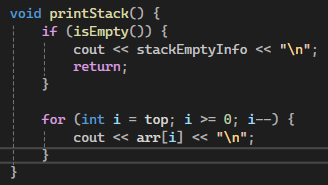 void printStack() {
if (isEmpty()) {
cout << stackEmptyInfo << "\n";
return;
}
for (int i = top; i >= 0; i--) {
cout << arr[i] << "\n";
}
}